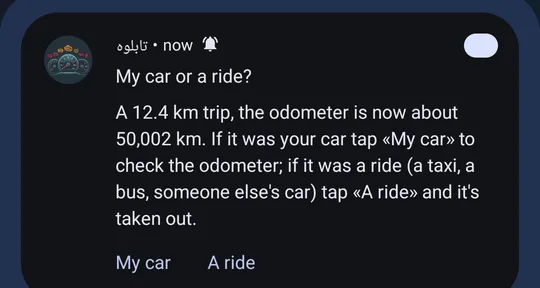 تابلوه • now
My car or a ride?
A 12.4 km trip, the odometer is now about
50,002 km. If it was your car tap «My car» to
check the odometer; if it was a ride (a taxi, a
bus, someone else's car) tap «A ride» and it's
taken out.
My car A ride